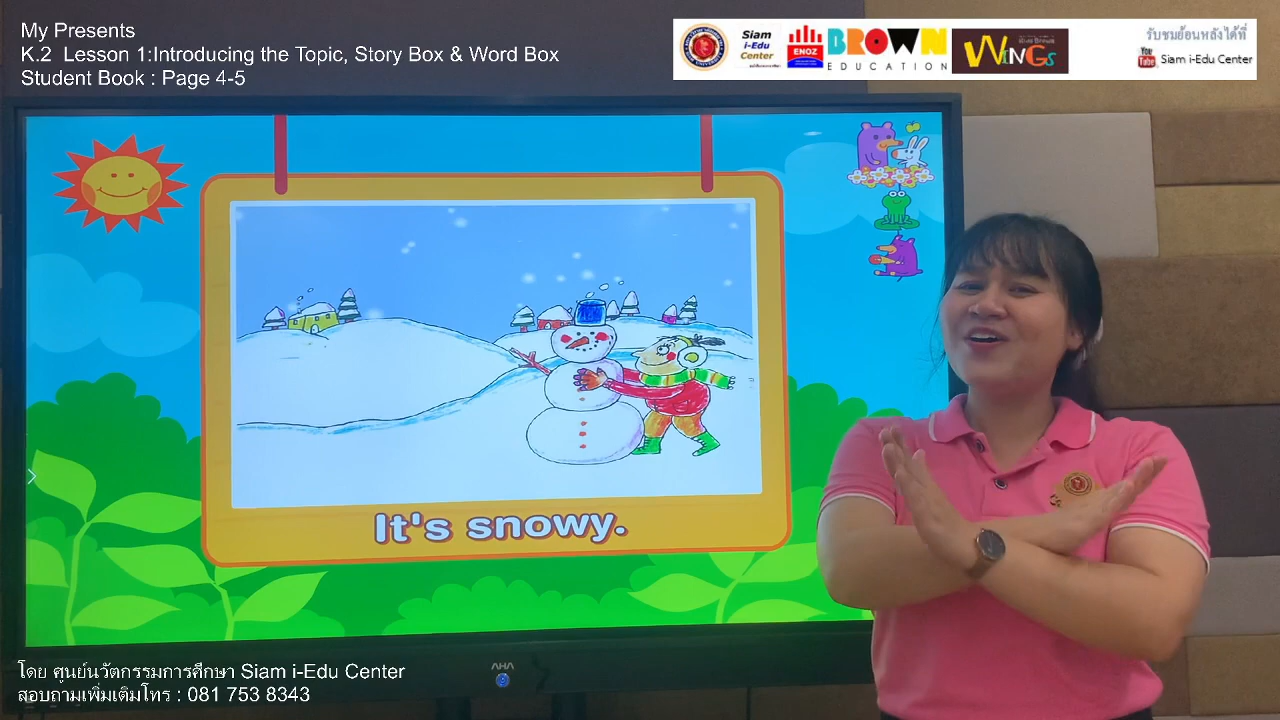 My Presents
K.2 Lesson 1:Introducing the Topic, Story Box & Word Box
Student Book : Page 4-5
Siam
i-Edu
Center
ENOZ
BROWN
EDUCATION
WINGs
รับชมย้อนหลังได้ที่
You
Tube
Siam i-Edu Center
It's snowy.
AHA
โดย ศูนย์นวัตกรรมการศึกษา Siam i-Edu Center
สอบถามเพิ่มเติมโทร : 081 753 8343